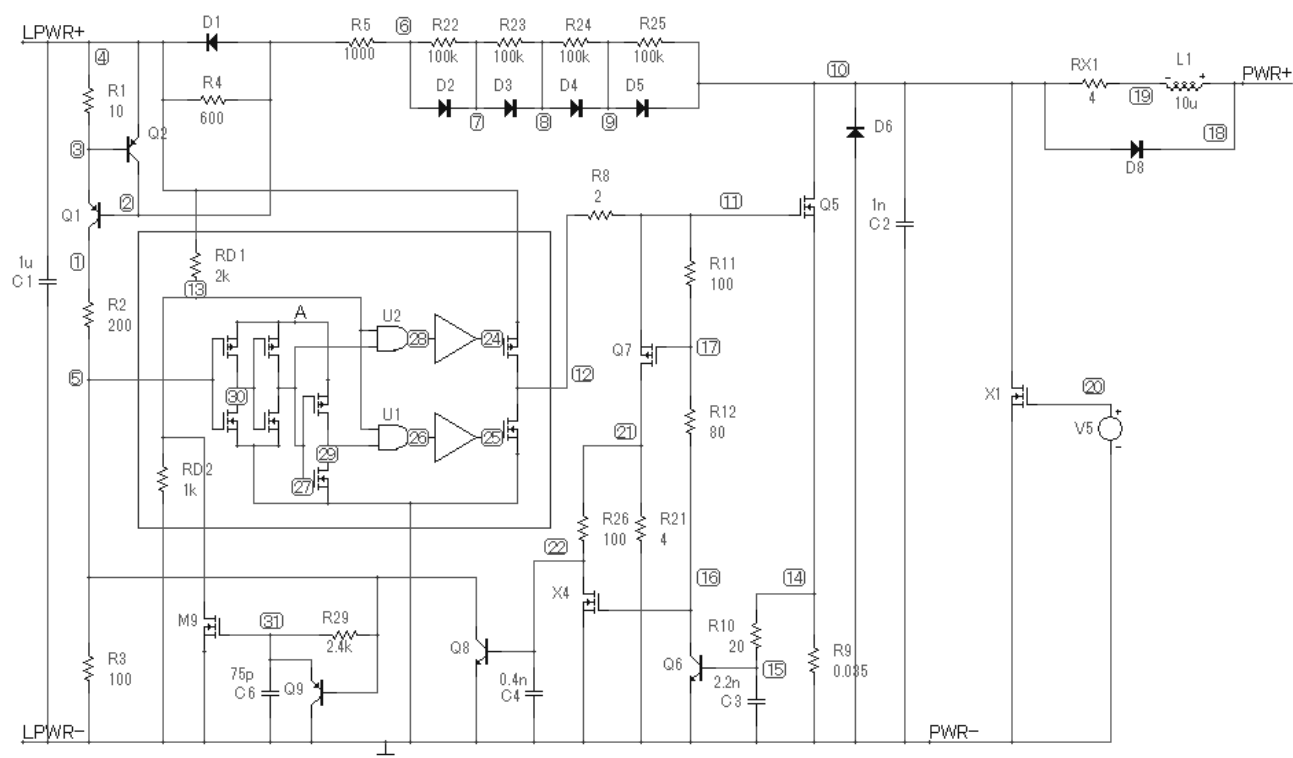 LPWR+
D1
R5
1000
6
R22
100k
R23
100k
R24
100k
R25
100k
4
R1
10
R4
600
D2
D3
D4
D5
7
8
9
10
RX1
4
19
L1
- +
10u
PWR+
3
Q2
D6
18
D8
Q1
2
R8
2
11
Q5
1n
C2
1
1u
C1
RD1
2k
13
R11
100
R2
200
A
U2
28
24
Q7
17
12
5
30
20
X1
V5
+
-
U1
26
25
R12
80
21
29
27
RD2
1k
R26
100
R21
4
22
16
14
X4
M9
31
R29
2.4k
R10
20
Q8
R3
100
75p
C6
Q9
0.4n
C4
Q6
15
2.2n
C3
R9
0.035
LPWR-
PWR-